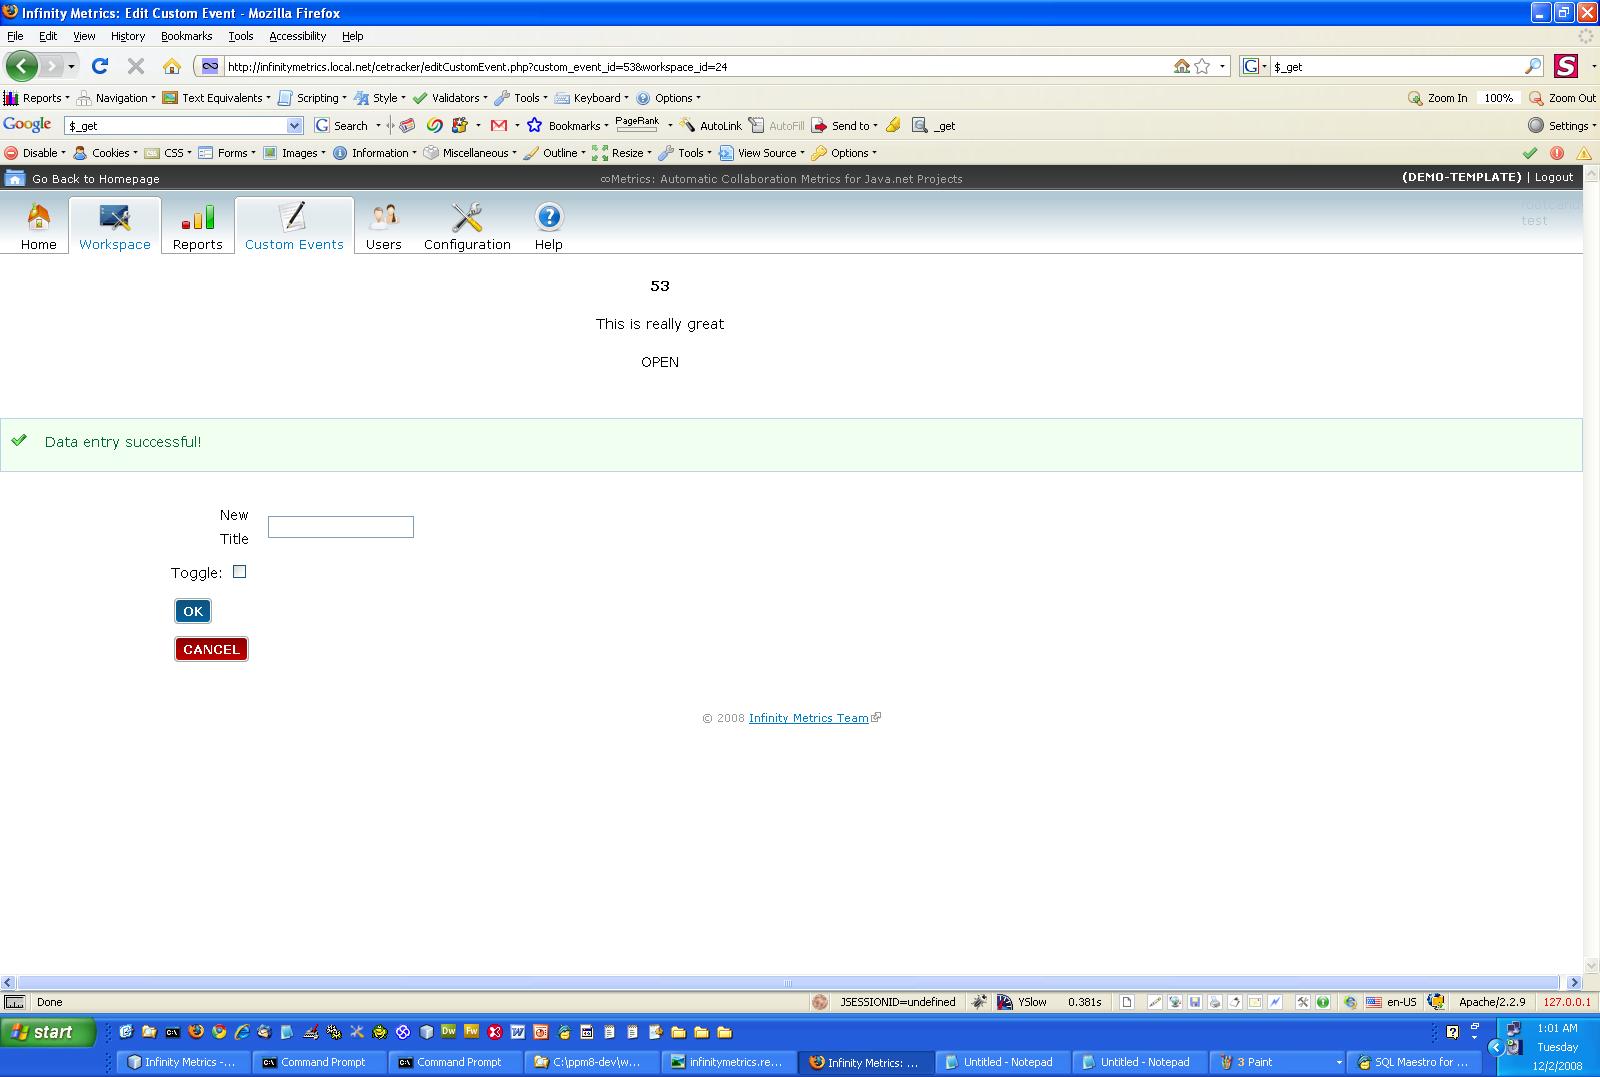 Infinity Metrics: Edit Custom Event - Mozilla Firefox
File Edit View History Bookmarks Tools Accessibility Help
http://infinitymetrics.local.net/cetracker/editCustomEvent.php?custom_event_id=53&workspace_id=24 G $_get S
Reports Navigation Text Equivalents Scripting Style Validators Tools Keyboard Options Zoom In 100% Zoom Out
Google $_get G Search Bookmarks PageRank AutoLink AutoFill Send to _get Settings
Disable Cookies CSS Forms Images Information Miscellaneous Outline Resize Tools View Source Options
Go Back to Homepage ∞Metrics: Automatic Collaboration Metrics for Java.net Projects (DEMO-TEMPLATE) | Logout
test
Home Workspace Reports Custom Events Users Configuration Help
53
This is really great
OPEN
Data entry successful!
New
Title
Toggle:
OK
CANCEL
© 2008 Infinity Metrics Team
Done JSESSIONID=undefined YSlow 0.381s en-US Apache/2.2.9 127.0.0.1
start 1:01 AM
Tuesday
12/2/2008
Infinity Metrics -... Command Prompt Command Prompt C:\ppm8-dev\w... infinitymetrics.re... Infinity Metrics: ... Untitled - Notepad Untitled - Notepad 3 Paint SQL Maestro for ...